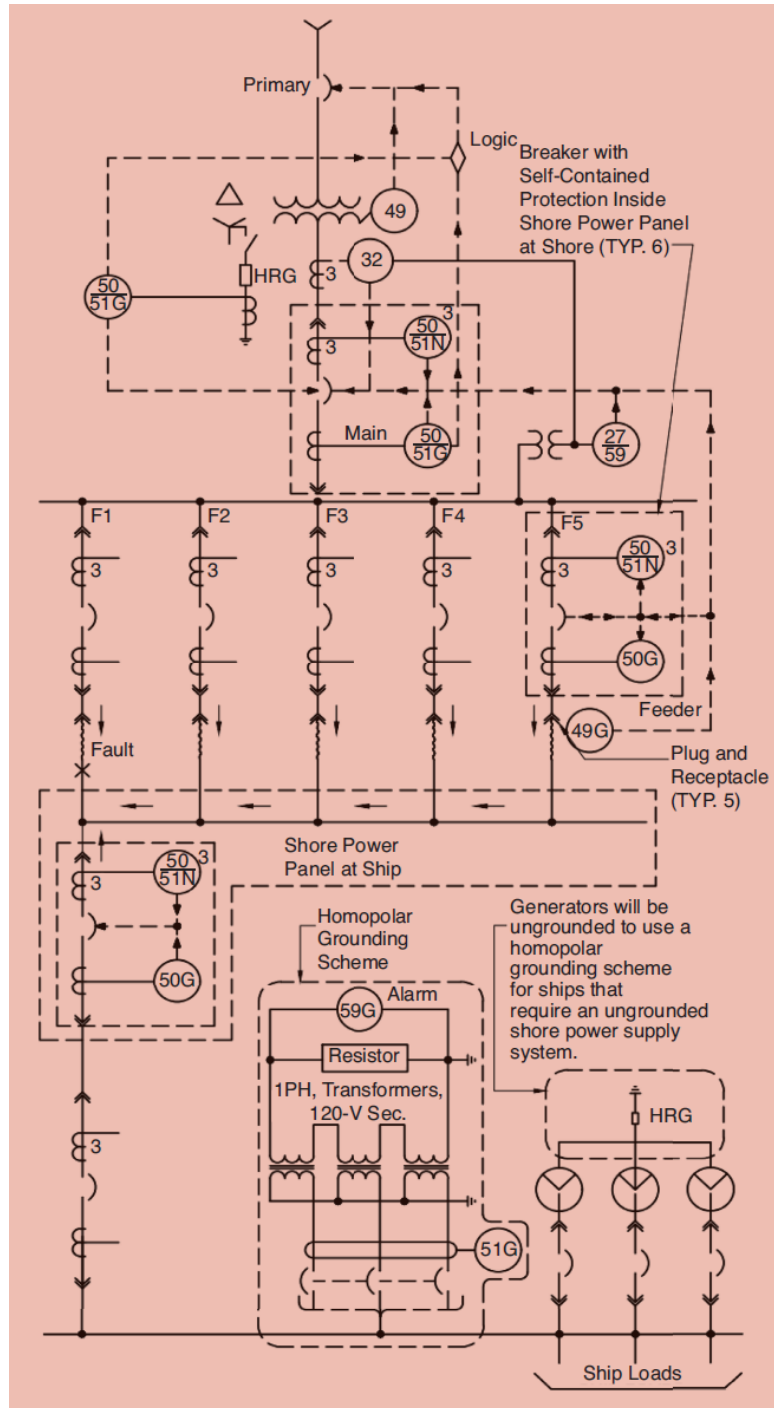 Primary
Logic
Breaker with
Self-Contained
Protection Inside
Shore Power Panel
at Shore (TYP. 6)
49
32
3
HRG
50
51G
3
50
51N
3
Main
50
51G
27
59
F1
F2
F3
F4
F5
3
3
3
3
3
50
51N
3
50G
Feeder
49G
Plug and
Receptacle
(TYP. 5)
Fault
Shore Power
Panel at Ship
50
51N
3
3
50G
Homopolar
Grounding
Scheme
Generators will be
ungrounded to use a
homopolar
grounding scheme
for ships that
require an ungrounded
shore power supply
system.
59G
Alarm
Resistor
1PH, Transformers,
120-V Sec.
HRG
3
51G
Ship Loads